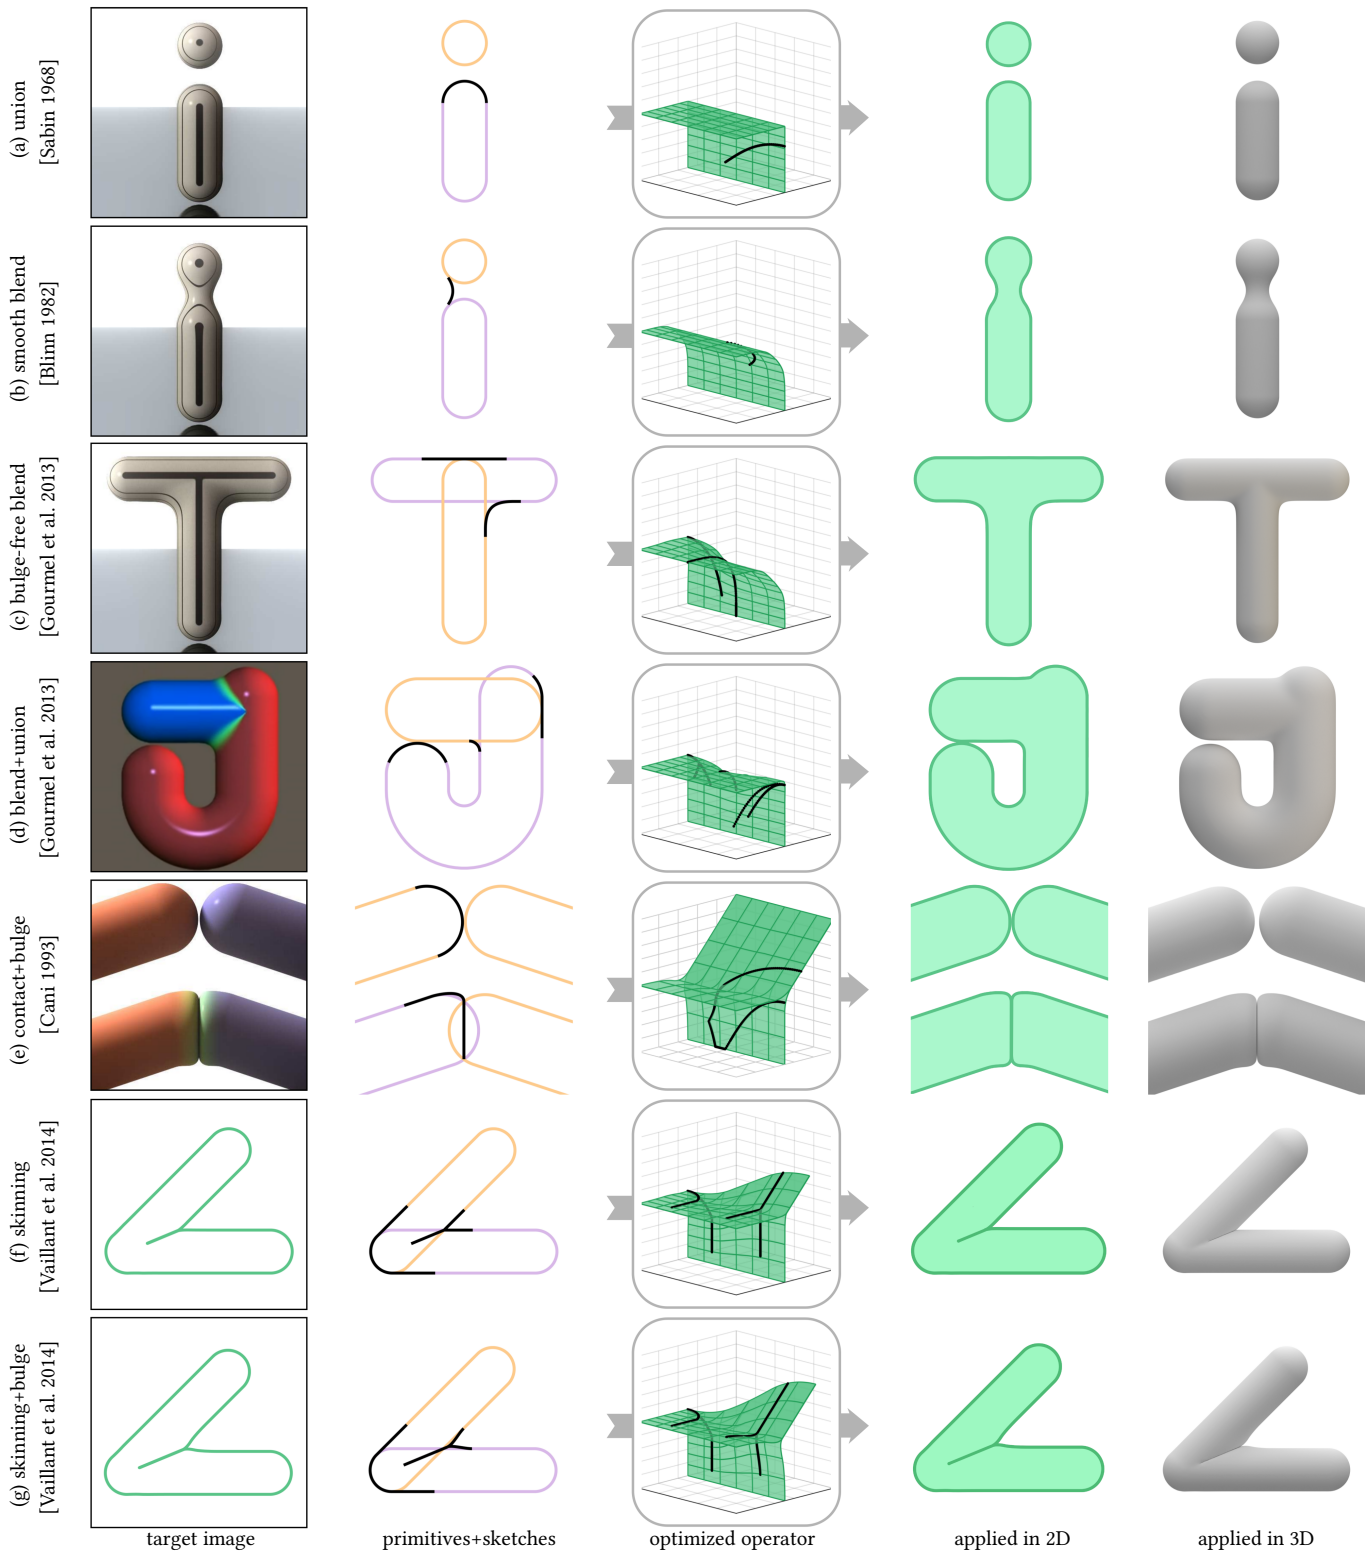 (a) union
[Sabin 1968]
(b) smooth blend
[Blinn 1982]
(c) bulge-free blend
[Gourmel et al. 2013]
(d) blend+union
[Gourmel et al. 2013]
(e) contact+bulge
[Cani 1993]
(f) skinning
[Vaillant et al. 2014]
(g) skinning+bulge
[Vaillant et al. 2014]
target image
primitives+sketches
optimized operator
applied in 2D
applied in 3D